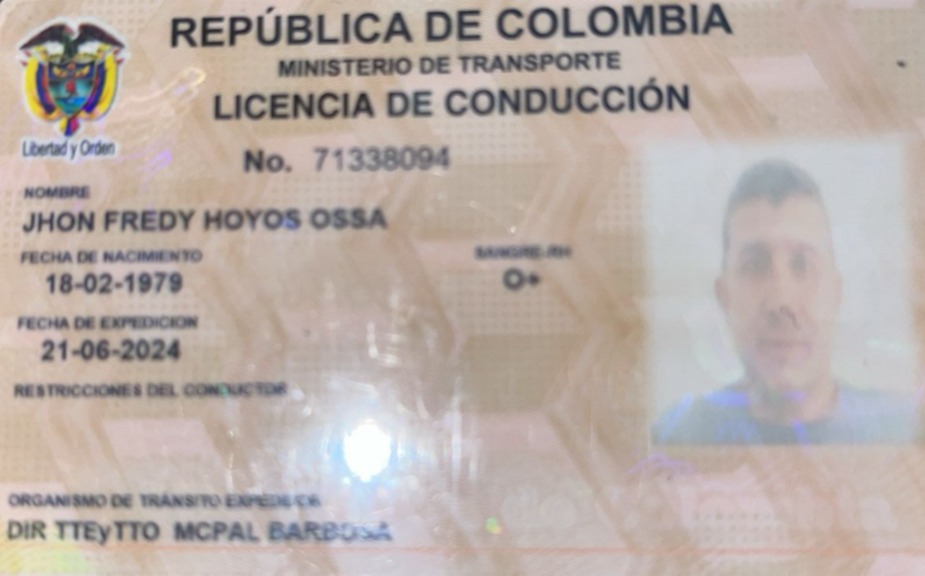 REPÚBLICA DE COLOMBIA
MINISTERIO DE TRANSPORTE
LICENCIA DE CONDUCCIÓN
Libertad y Orden
No. 71338094
NOMBRE
JHON FREDY HOYOS OSSA
FECHA DE NACIMIENTO
18-02-1979
SANGRE-RH
O+
FECHA DE EXPEDICION
21-06-2024
RESTRICCIONES DEL CONDUCTOR
ORGANISMO DE TRANSITO EXPEDIDOR
DIR TTEyTTO MCPAL BARBOSA